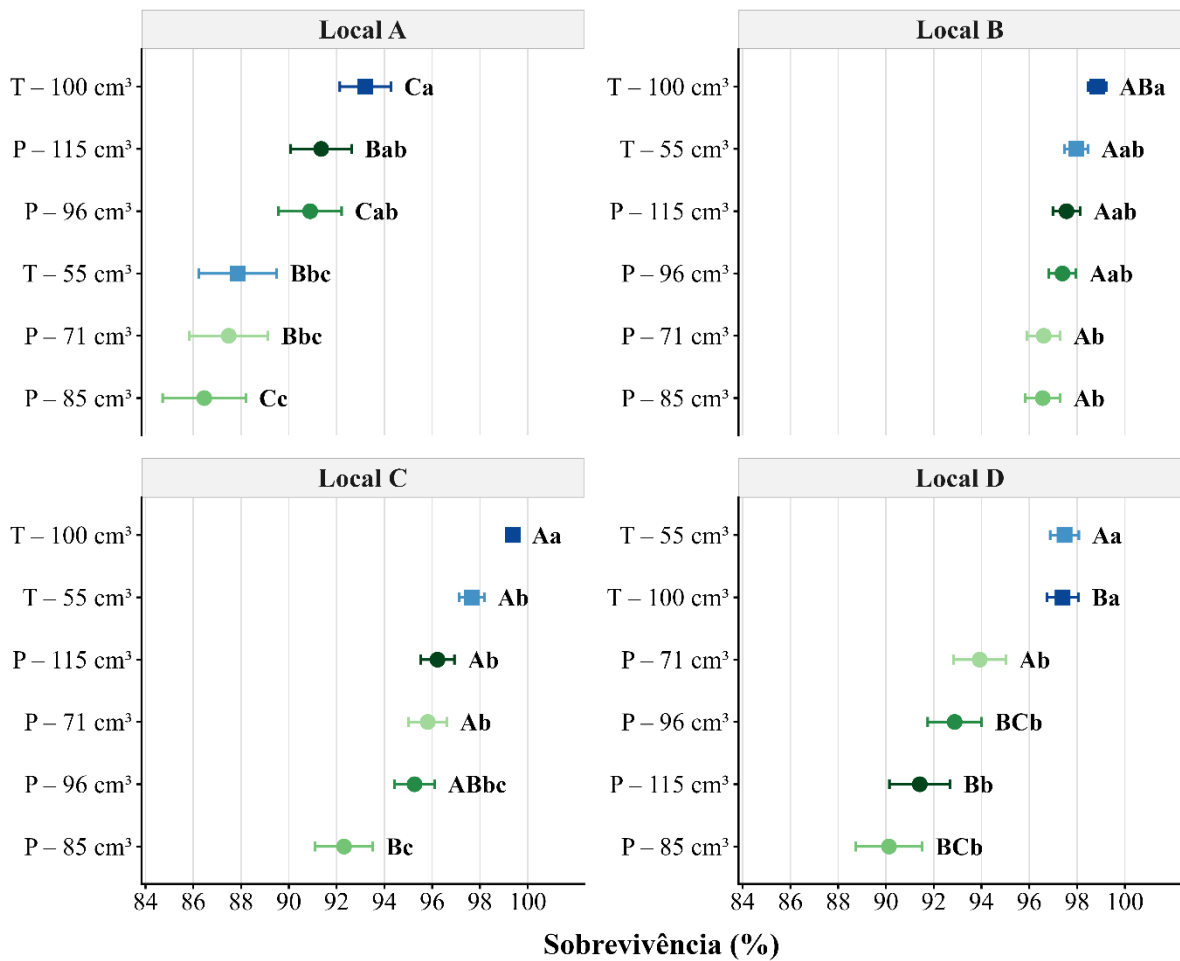 Local A
T – 100 cm³ Ca
P – 115 cm³ Bab
P – 96 cm³ Cab
T – 55 cm³ Bbc
P – 71 cm³ Bbc
P – 85 cm³ Cc
Local B
T – 100 cm³ ABa
T – 55 cm³ Aab
P – 115 cm³ Aab
P – 96 cm³ Aab
P – 71 cm³ Ab
P – 85 cm³ Ab
Local C
T – 100 cm³ Aa
T – 55 cm³ Ab
P – 115 cm³ Ab
P – 71 cm³ Ab
P – 96 cm³ ABbc
P – 85 cm³ Bc
84 86 88 90 92 94 96 98 100
Local D
T – 55 cm³ Aa
T – 100 cm³ Ba
P – 71 cm³ Ab
P – 96 cm³ BCb
P – 115 cm³ Bb
P – 85 cm³ BCb
84 86 88 90 92 94 96 98 100
Sobrevivência (%)